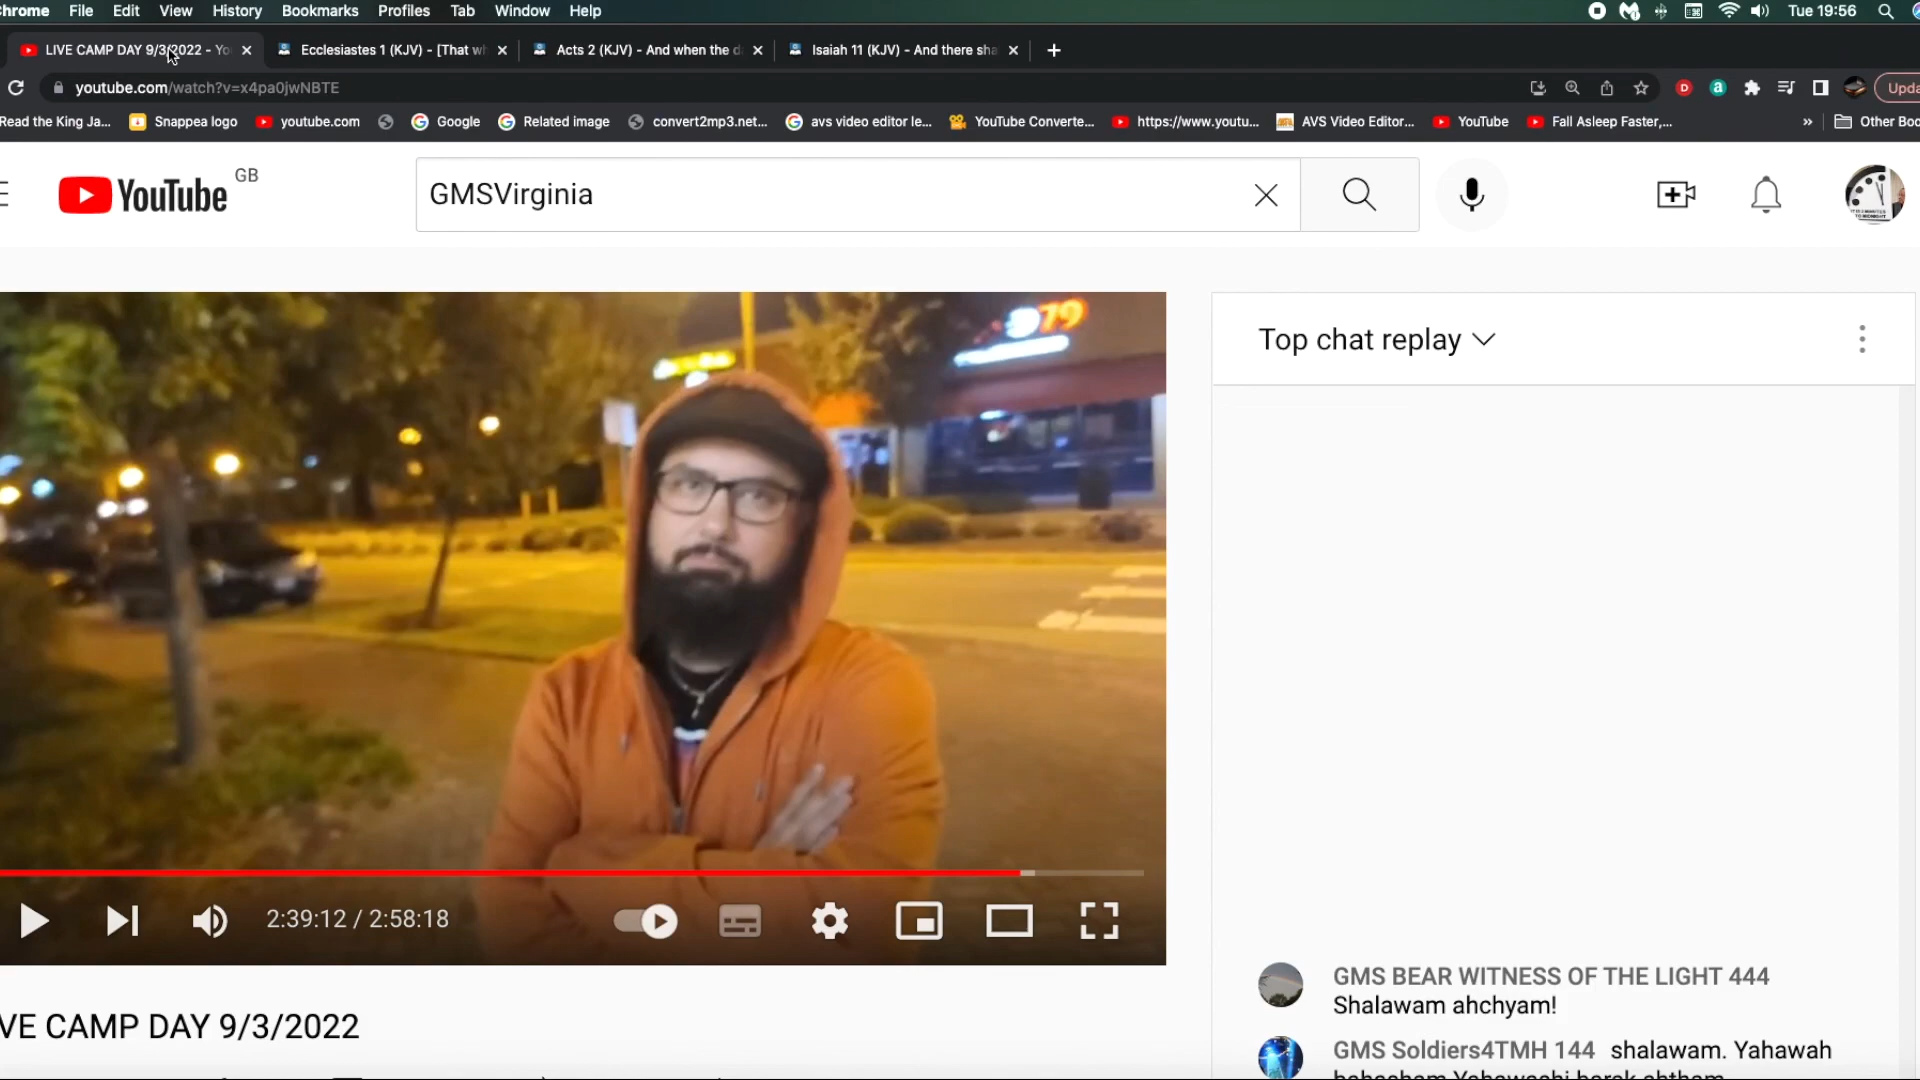 Chrome File Edit View History Bookmarks Profiles Tab Window Help Tue 19:56
LIVE CAMP DAY 9/3/2022 - Yo Ecclesiastes 1 (KJV) - [That wh Acts 2 (KJV) - And when the d Isaiah 11 (KJV) - And there sha
youtube.com/watch?v=x4pa0jwNBTE Upda
Read the King Ja... Snappea logo youtube.com Google Related image convert2mp3.net... avs video editor le... YouTube Converte... https://www.youtu... AVS Video Editor... YouTube Fall Asleep Faster,... » Other Boo
YouTube GB
GMSVirginia
79
Top chat replay
2:39:12 / 2:58:18
GMS BEAR WITNESS OF THE LIGHT 444
Shalawam ahchyam!
VE CAMP DAY 9/3/2022
GMS Soldiers4TMH 144 shalawam. Yahawah